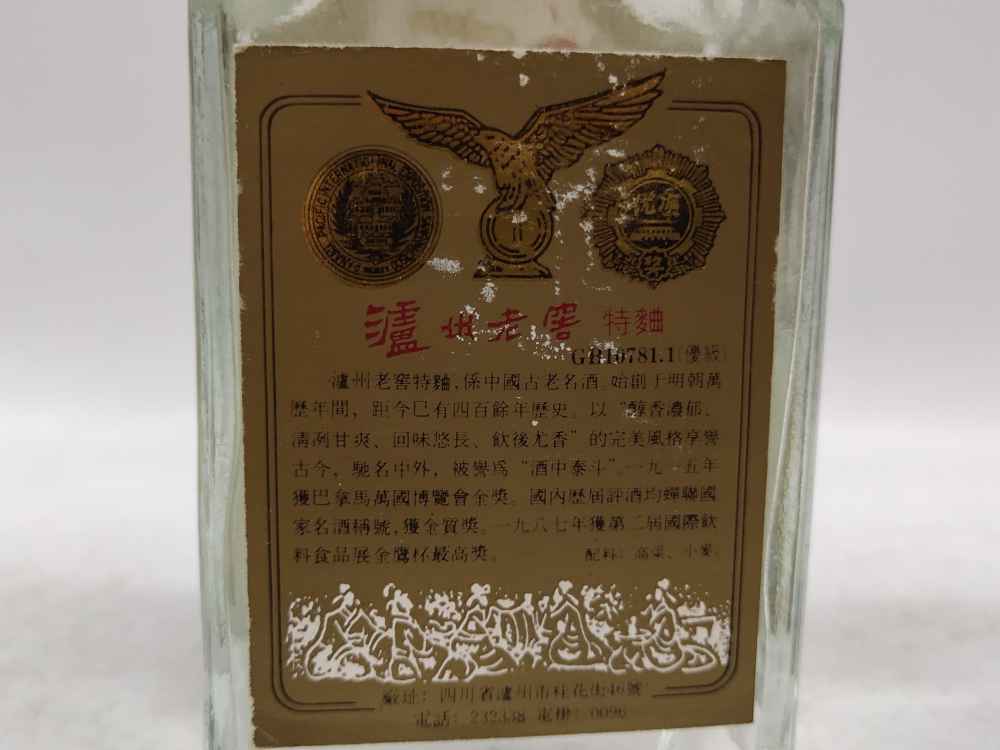 瀘州老窖 特麯
GB10781.1(優級)
瀘州老窖特麯,係中國古老名酒。始創于明朝萬
歷年間，距今已有四百餘年歷史。以“醇香濃郁、
清冽甘爽、回味悠長、飲後尤香”的完美風格享譽
古今，馳名中外，被譽爲“酒中泰斗”。一九一五年
獲巴拿馬萬國博覽會金獎。國內歷屆評酒均蟬聯國
家名酒稱號,獲金質獎。一九八七年獲第二屆國際飲
料食品展金鷹杯最高獎。 配料：高粱、小麥。
廠址：四川省瀘州市桂花街46號
電話：232338 電掛：0096